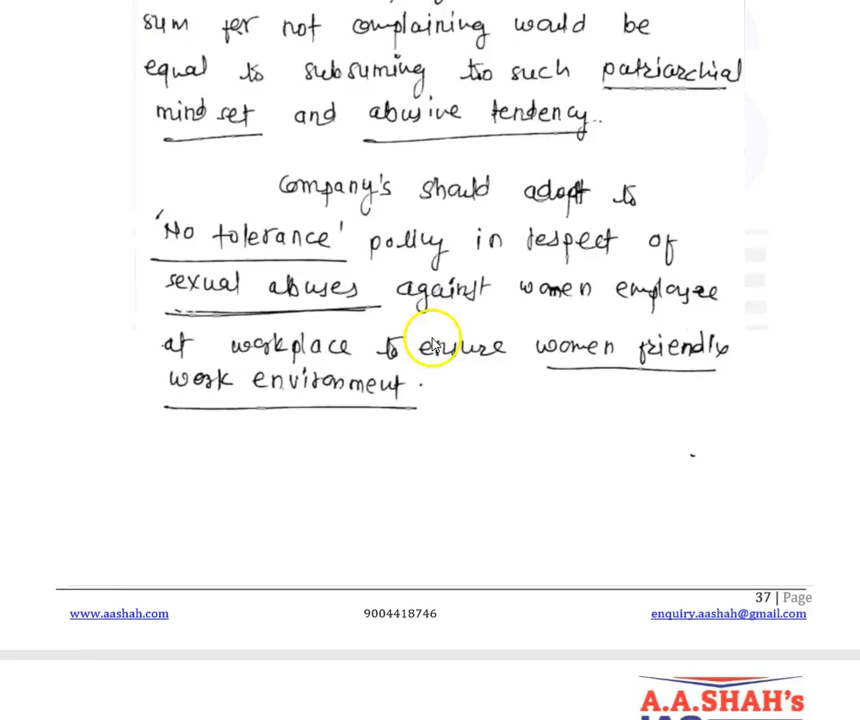 sum for not complaining would be
equal to subsuming to such patriarchial
mind set and abusive tendency..
Company's should adopt to
'No tolerance' policy in respect of
sexual abuses against women employee
at workplace to ensure women friendly
work environment.
37 | Page
www.aashah.com 9004418746 enquiry.aashah@gmail.com
A.A.SHAH's
IAS